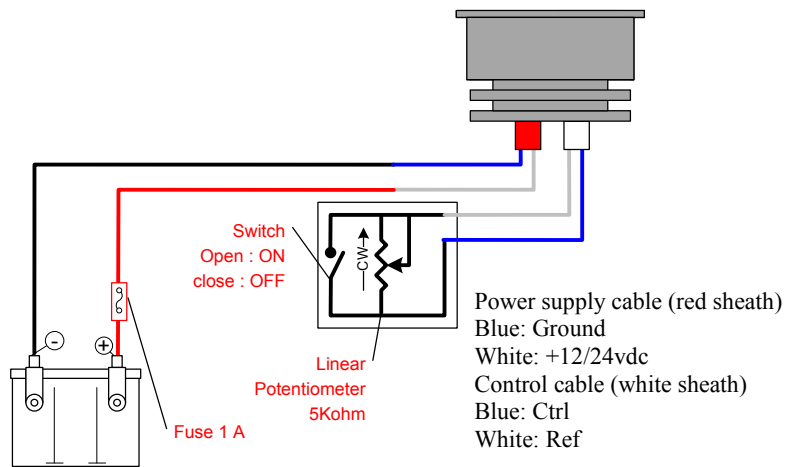 Switch
Open : ON
close : OFF
CW
Linear
Potentiometer
5Kohm
Fuse 1 A
-
+
Power supply cable (red sheath)
Blue: Ground
White: +12/24vdc
Control cable (white sheath)
Blue: Ctrl
White: Ref